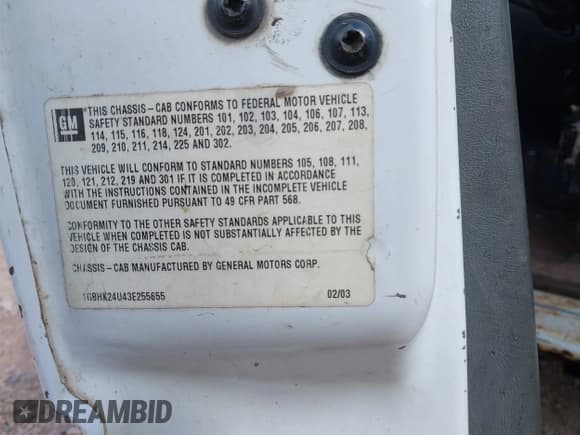 GM
"THIS CHASSIS-CAB CONFORMS TO FEDERAL MOTOR VEHICLE
SAFETY STANDARD NUMBERS 101, 102, 103, 104, 106, 107, 113,
114, 115, 116, 118, 124, 201, 202, 203, 204, 205, 206, 207, 208,
209, 210, 211, 214, 225 AND 302.
THIS VEHICLE WILL CONFORM TO STANDARD NUMBERS 105, 108, 111,
120, 121, 212, 219 AND 301 IF IT IS COMPLETED IN ACCORDANCE
WITH THE INSTRUCTIONS CONTAINED IN THE INCOMPLETE VEHICLE
DOCUMENT FURNISHED PURSUANT TO 49 CFR PART 568.
CONFORMITY TO THE OTHER SAFETY STANDARDS APPLICABLE TO THIS
VEHICLE WHEN COMPLETED IS NOT SUBSTANTIALLY AFFECTED BY THE
DESIGN OF THE CHASSIS CAB.
CHASSIS-CAB MANUFACTURED BY GENERAL MOTORS CORP.
1GBHK24U43E255655 02/03
DREAMBID